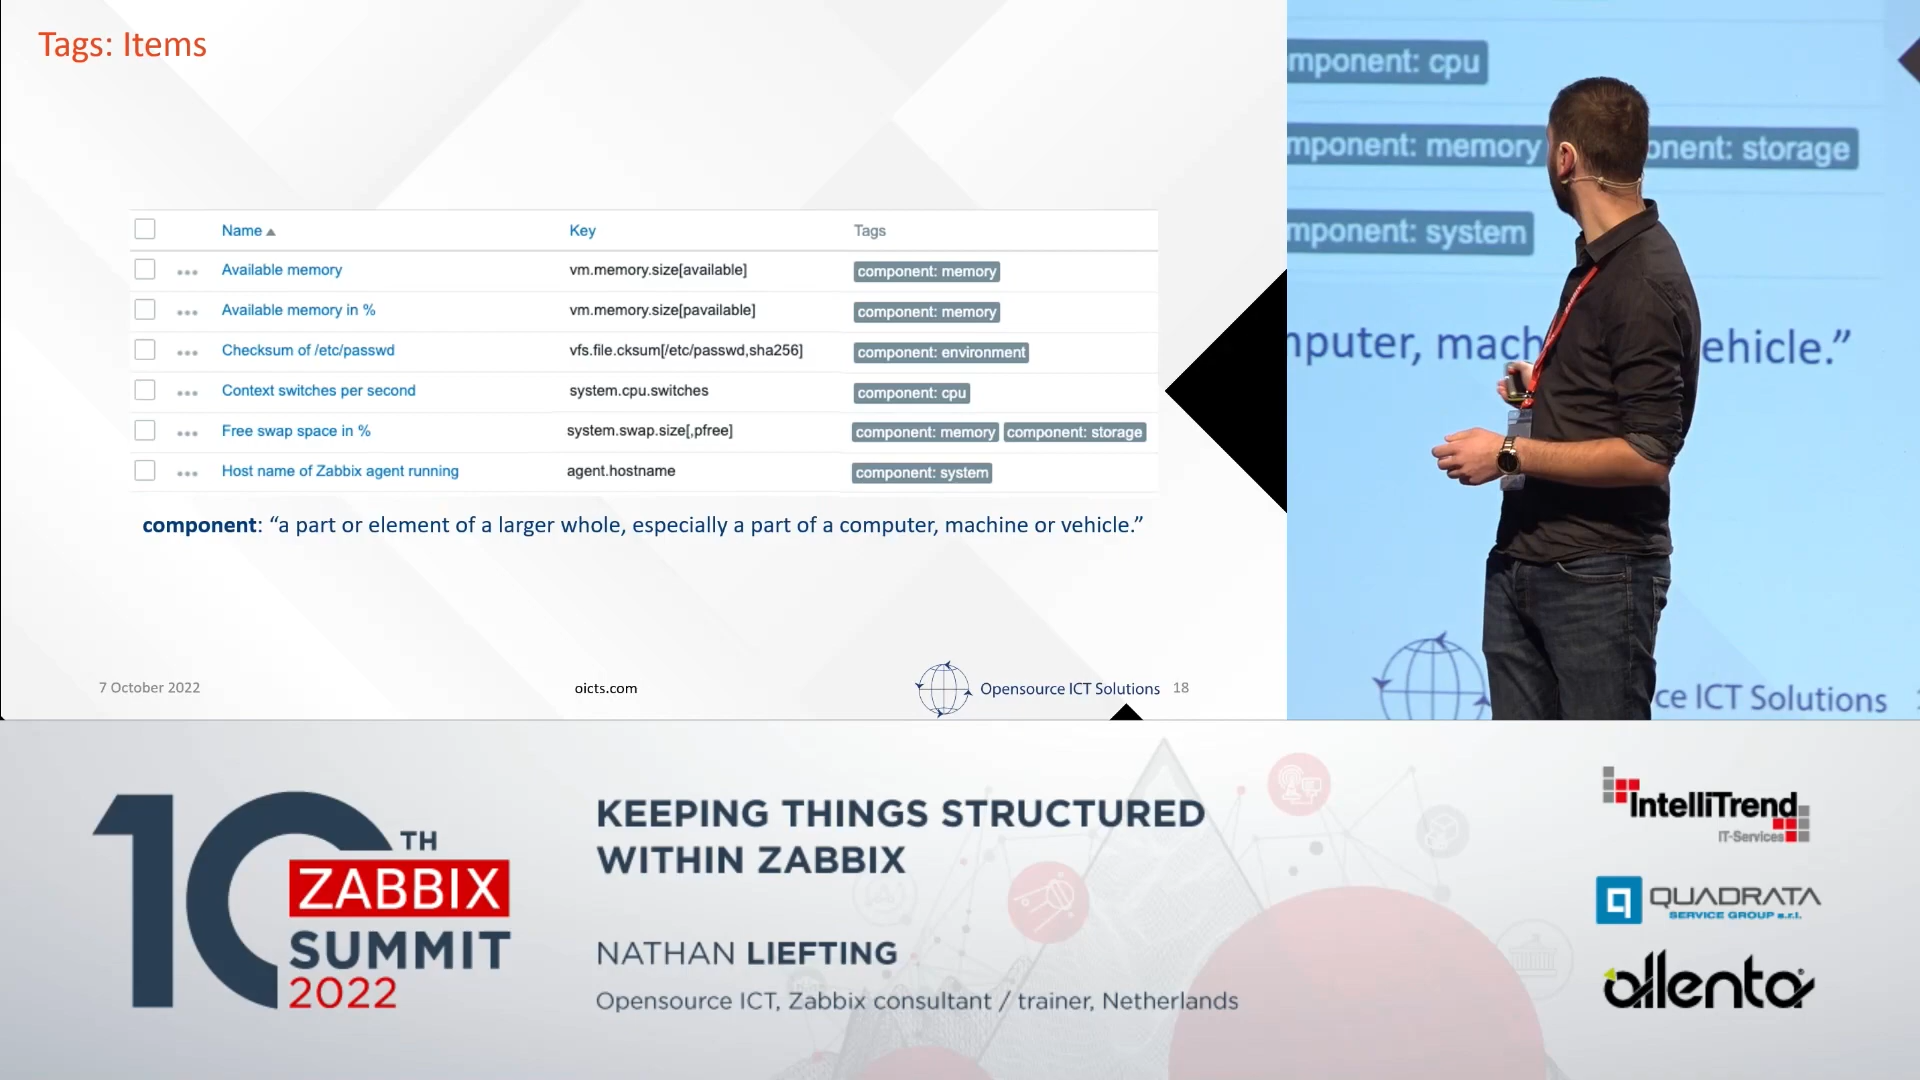 Tags: Items
Name Key Tags
Available memory vm.memory.size[available] component: memory
Available memory in % vm.memory.size[pavailable] component: memory
Checksum of /etc/passwd vfs.file.cksum[/etc/passwd,sha256] component: environment
Context switches per second system.cpu.switches component: cpu
Free swap space in % system.swap.size[,pfree] component: memory component: storage
Host name of Zabbix agent running agent.hostname component: system
component: “a part or element of a larger whole, especially a part of a computer, machine or vehicle.”
7 October 2022 oicts.com Opensource ICT Solutions 18
mponent: cpu
mponent: memory onent: storage
mponent: system
mputer, mach ehicle.”
ce ICT Solutions
10TH
ZABBIX
SUMMIT
2022
KEEPING THINGS STRUCTURED
WITHIN ZABBIX
NATHAN LIEFTING
Opensource ICT, Zabbix consultant / trainer, Netherlands
IntelliTrend
IT-Services
QUADRATA
SERVICE GROUP s.r.l.
allenta